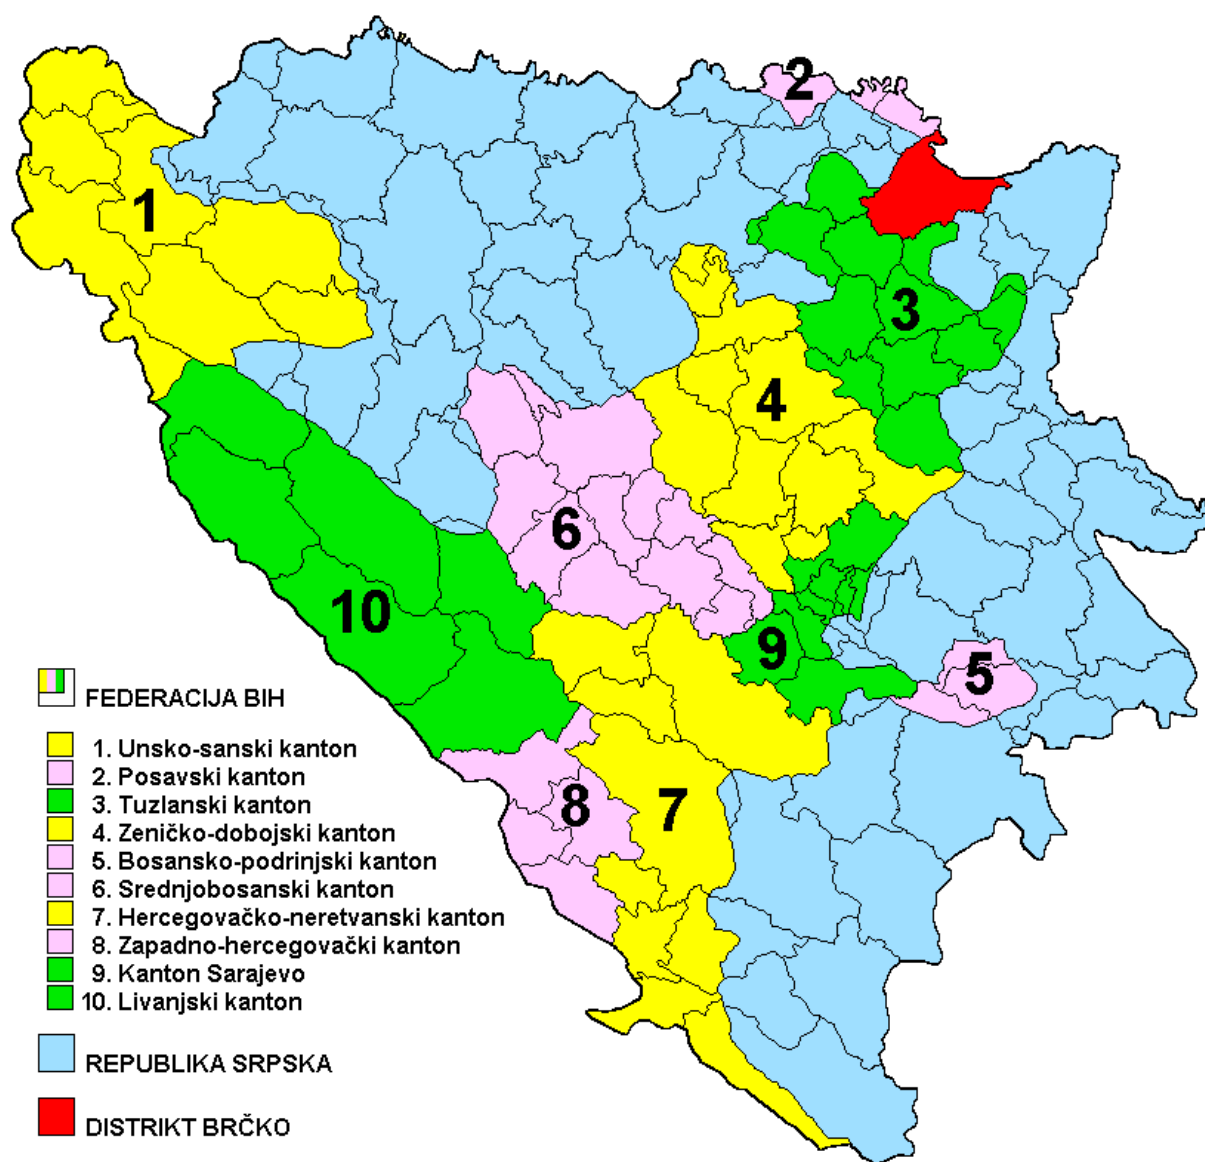 2
1
3
4
6
10
9
5
8
7
FEDERACIJA BIH
1. Unsko-sanski kanton
2. Posavski kanton
3. Tuzlanski kanton
4. Zeničko-dobojski kanton
5. Bosansko-podrinjski kanton
6. Srednjobosanski kanton
7. Hercegovačko-neretvanski kanton
8. Zapadno-hercegovački kanton
9. Kanton Sarajevo
10. Livanjski kanton
REPUBLIKA SRPSKA
DISTRIKT BRČKO